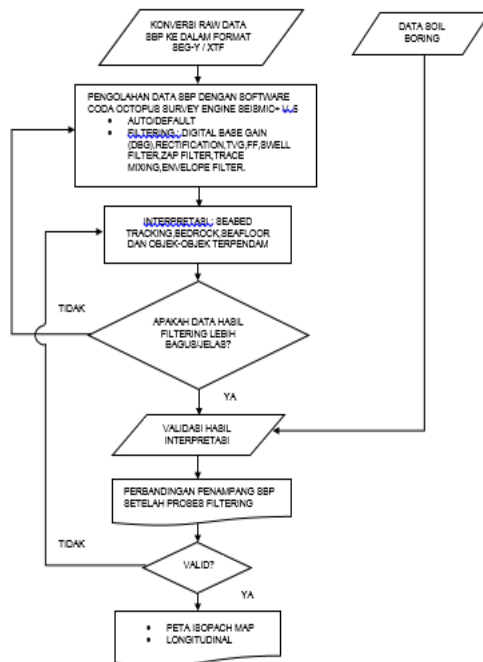 KONVERSI RAW DATA
SBP KE DALAM FORMAT
SEG-Y / XTF
DATA SOIL
BORING
PENGOLAHAN DATA SBP DENGAN SOFTWARE
CODA OCTOPUS SURVEY ENGINE SEISMIC+
• AUTO/DEFAULT
• FILTERING : DIGITAL BASE GAIN
(DBG),RECTIFICATION,TVG,FF,SWELL
FILTER,ZAP FILTER,TRACE
MIXING,ENVELOPE FILTER.
INTERPRETASI : SEABED
TRACKING,BEDROCK,SEAFLOOR
DAN OBJEK-OBJEK TERPENDAM
TIDAK
APAKAH DATA HASIL
FILTERING LEBIH
BAGUS/JELAS?
YA
VALIDASI HASIL
INTERPRETASI
PERBANDINGAN PENAMPANG SBP
SETELAH PROSES FILTERING
TIDAK
VALID?
YA
• PETA ISOPACH MAP
• LONGITUDINAL